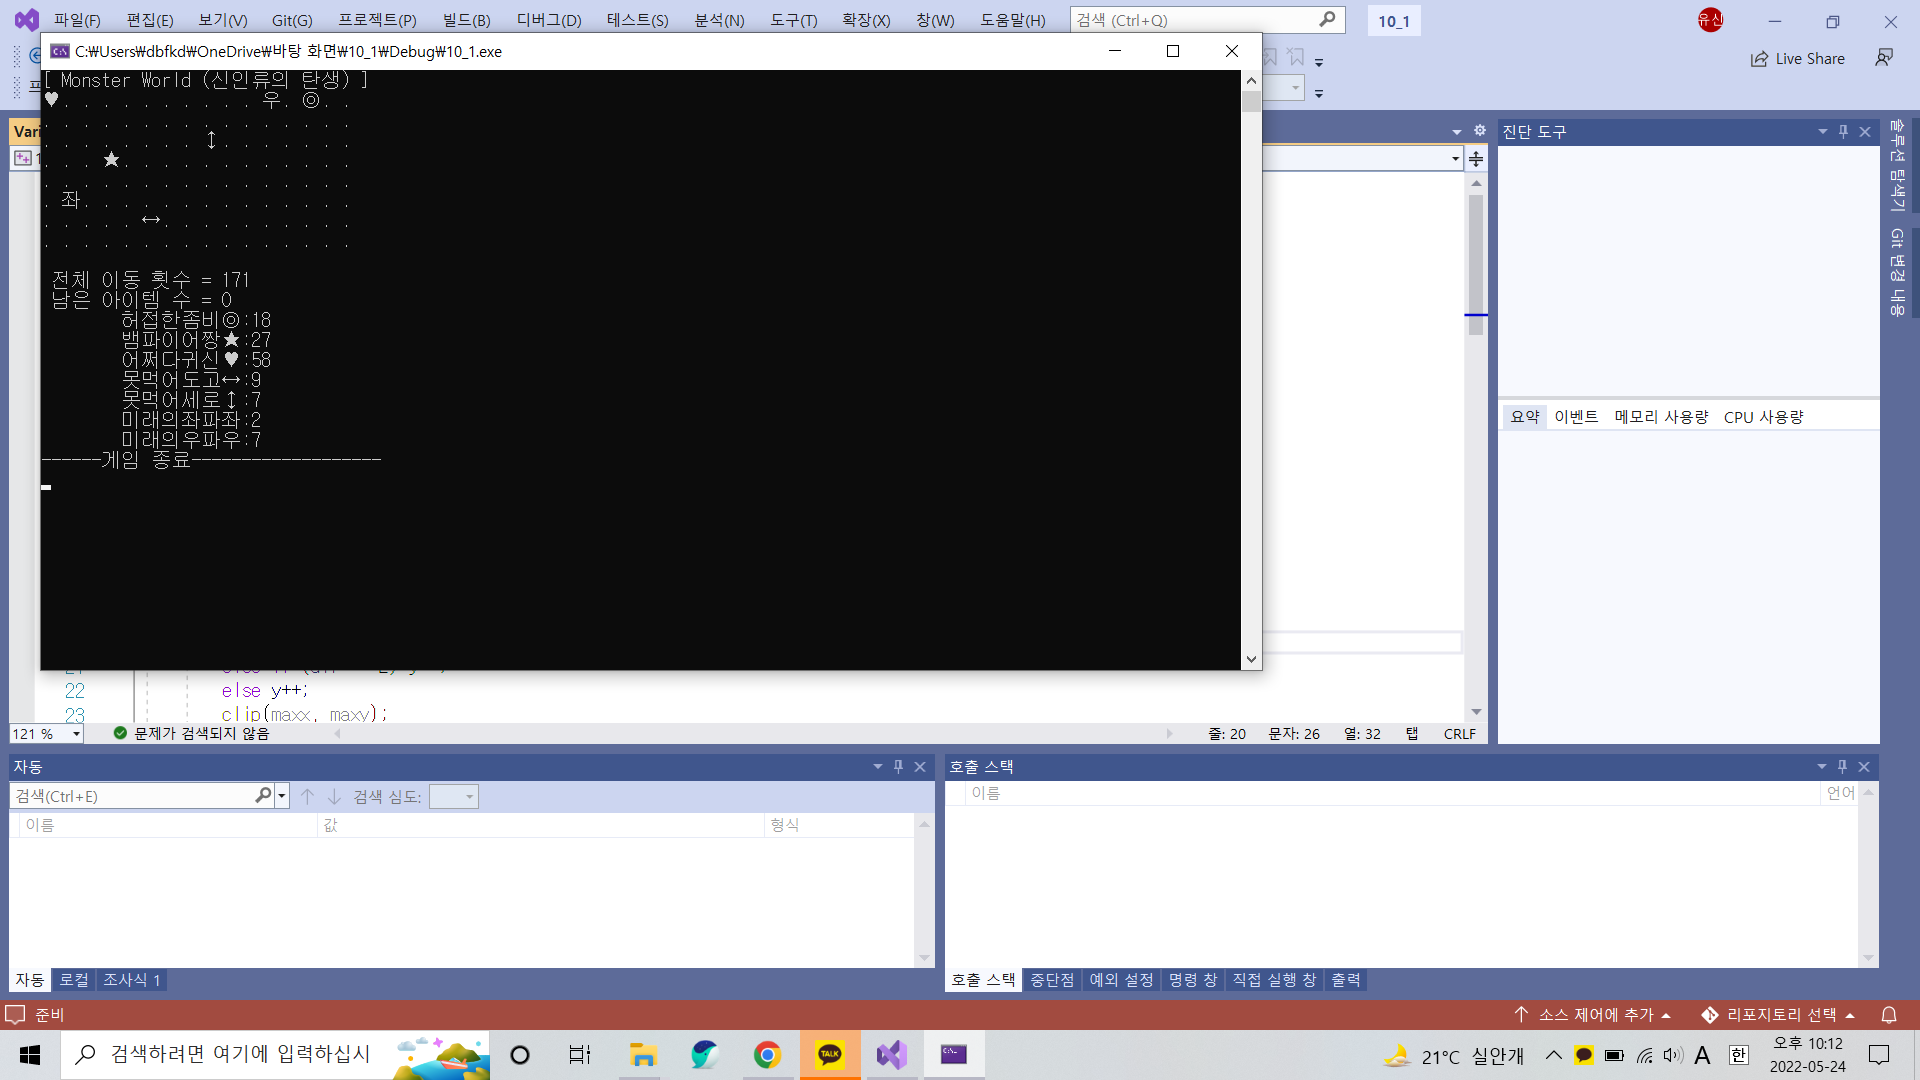 파일(F) 편집(E) 보기(V) Git(G) 프로젝트(P) 빌드(B) 디버그(D) 테스트(S) 분석(N) 도구(T) 확장(X) 창(W) 도움말(H) 검색 (Ctrl+Q) 10_1 유신
C:\Users\dbfkd\OneDrive\바탕 화면\10_1\Debug\10_1.exe
Live Share
[ Monster World (신인류의 탄생) ]
♥. . . . . . . . . . 우. ◎. .
. . . . . . . . . . . . . . . .
. . . . . . . . ↕. . . . . . .
. . . ★. . . . . . . . . . . .
. . . . . . . . . . . . . . . .
. 좌. . . . . . . . . . . . . .
. . . . . ↔. . . . . . . . . .
. . . . . . . . . . . . . . . .
전체 이동 횟수 = 171
남은 아이템 수 = 0
허접한좀비◎:18
뱀파이어짱★:27
어쩌다귀신♥:58
못먹어도고↔:9
못먹어세로↕:7
미래의좌파좌:2
미래의우파우:7
------게임 종료-------------------
22 else y++;
23 clip(maxx, maxy);
121 % 문제가 검색되지 않음 줄: 20 문자: 26 열: 32 탭 CRLF
진단 도구
요약 이벤트 메모리 사용량 CPU 사용량
솔루션 탐색기
Git 변경 내용
자동
검색(Ctrl+E) 검색 심도:
이름 값 형식
자동 로컬 조사식 1
호출 스택
이름 언어
호출 스택 중단점 예외 설정 명령 창 직접 실행 창 출력
준비 소스 제어에 추가 리포지토리 선택
검색하려면 여기에 입력하십시
TALK
21°C 실안개 A 한 오후 10:12
2022-05-24